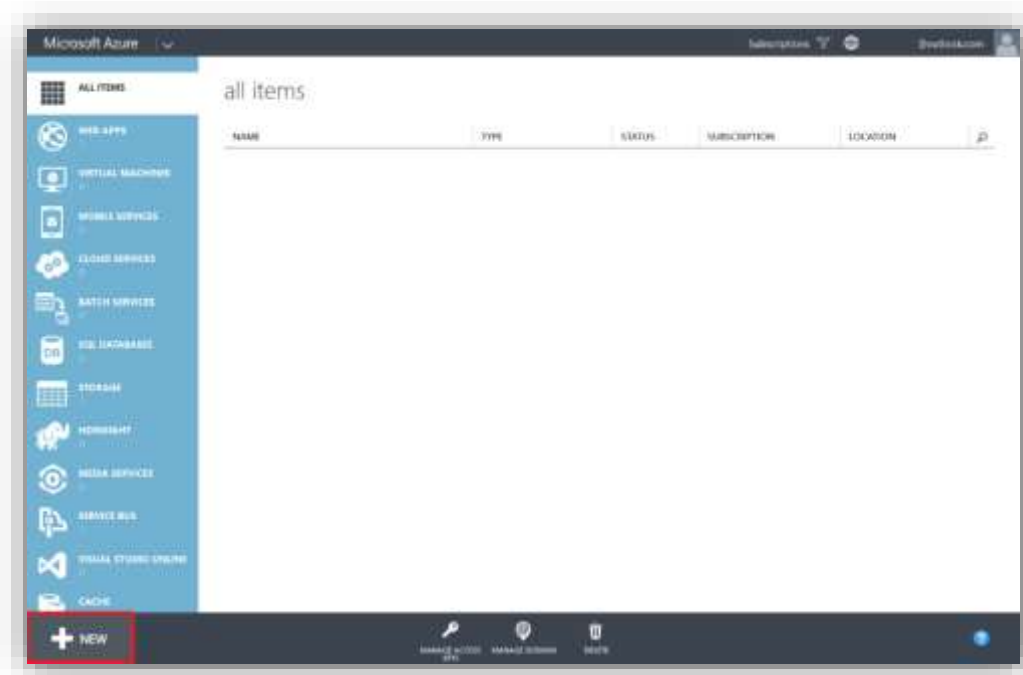 Microsoft Azure
Subscriptions
ALL ITEMS
all items
NAME TYPE STATUS SUBSCRIPTION LOCATION
WEB APPS
VIRTUAL MACHINES
MOBILE SERVICES
CLOUD SERVICES
BATCH SERVICES
SQL DATABASES
DB
STORAGE
HDINSIGHT
MEDIA SERVICES
SERVICE BUS
VISUAL STUDIO ONLINE
CACHE
NEW
MANAGE ACCESS KEYS
MANAGE DOMAINS
DELETE